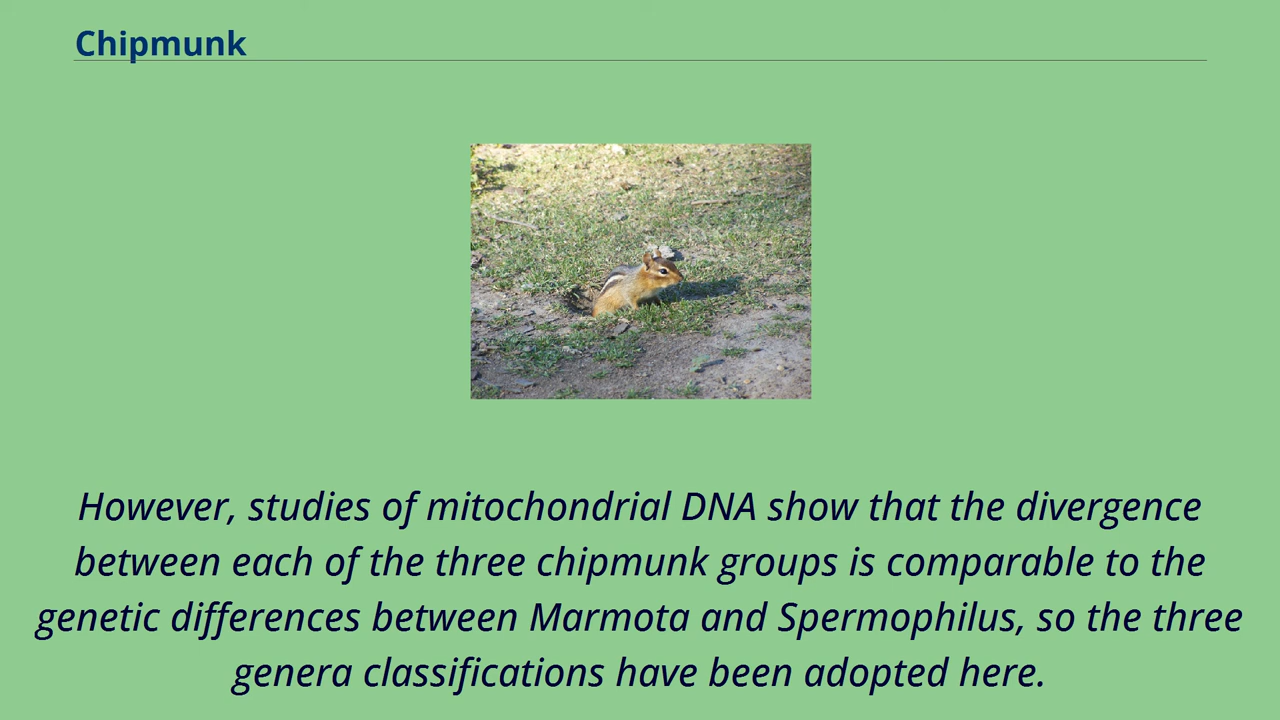 Chipmunk
However, studies of mitochondrial DNA show that the divergence
between each of the three chipmunk groups is comparable to the
genetic differences between Marmota and Spermophilus, so the three
genera classifications have been adopted here.